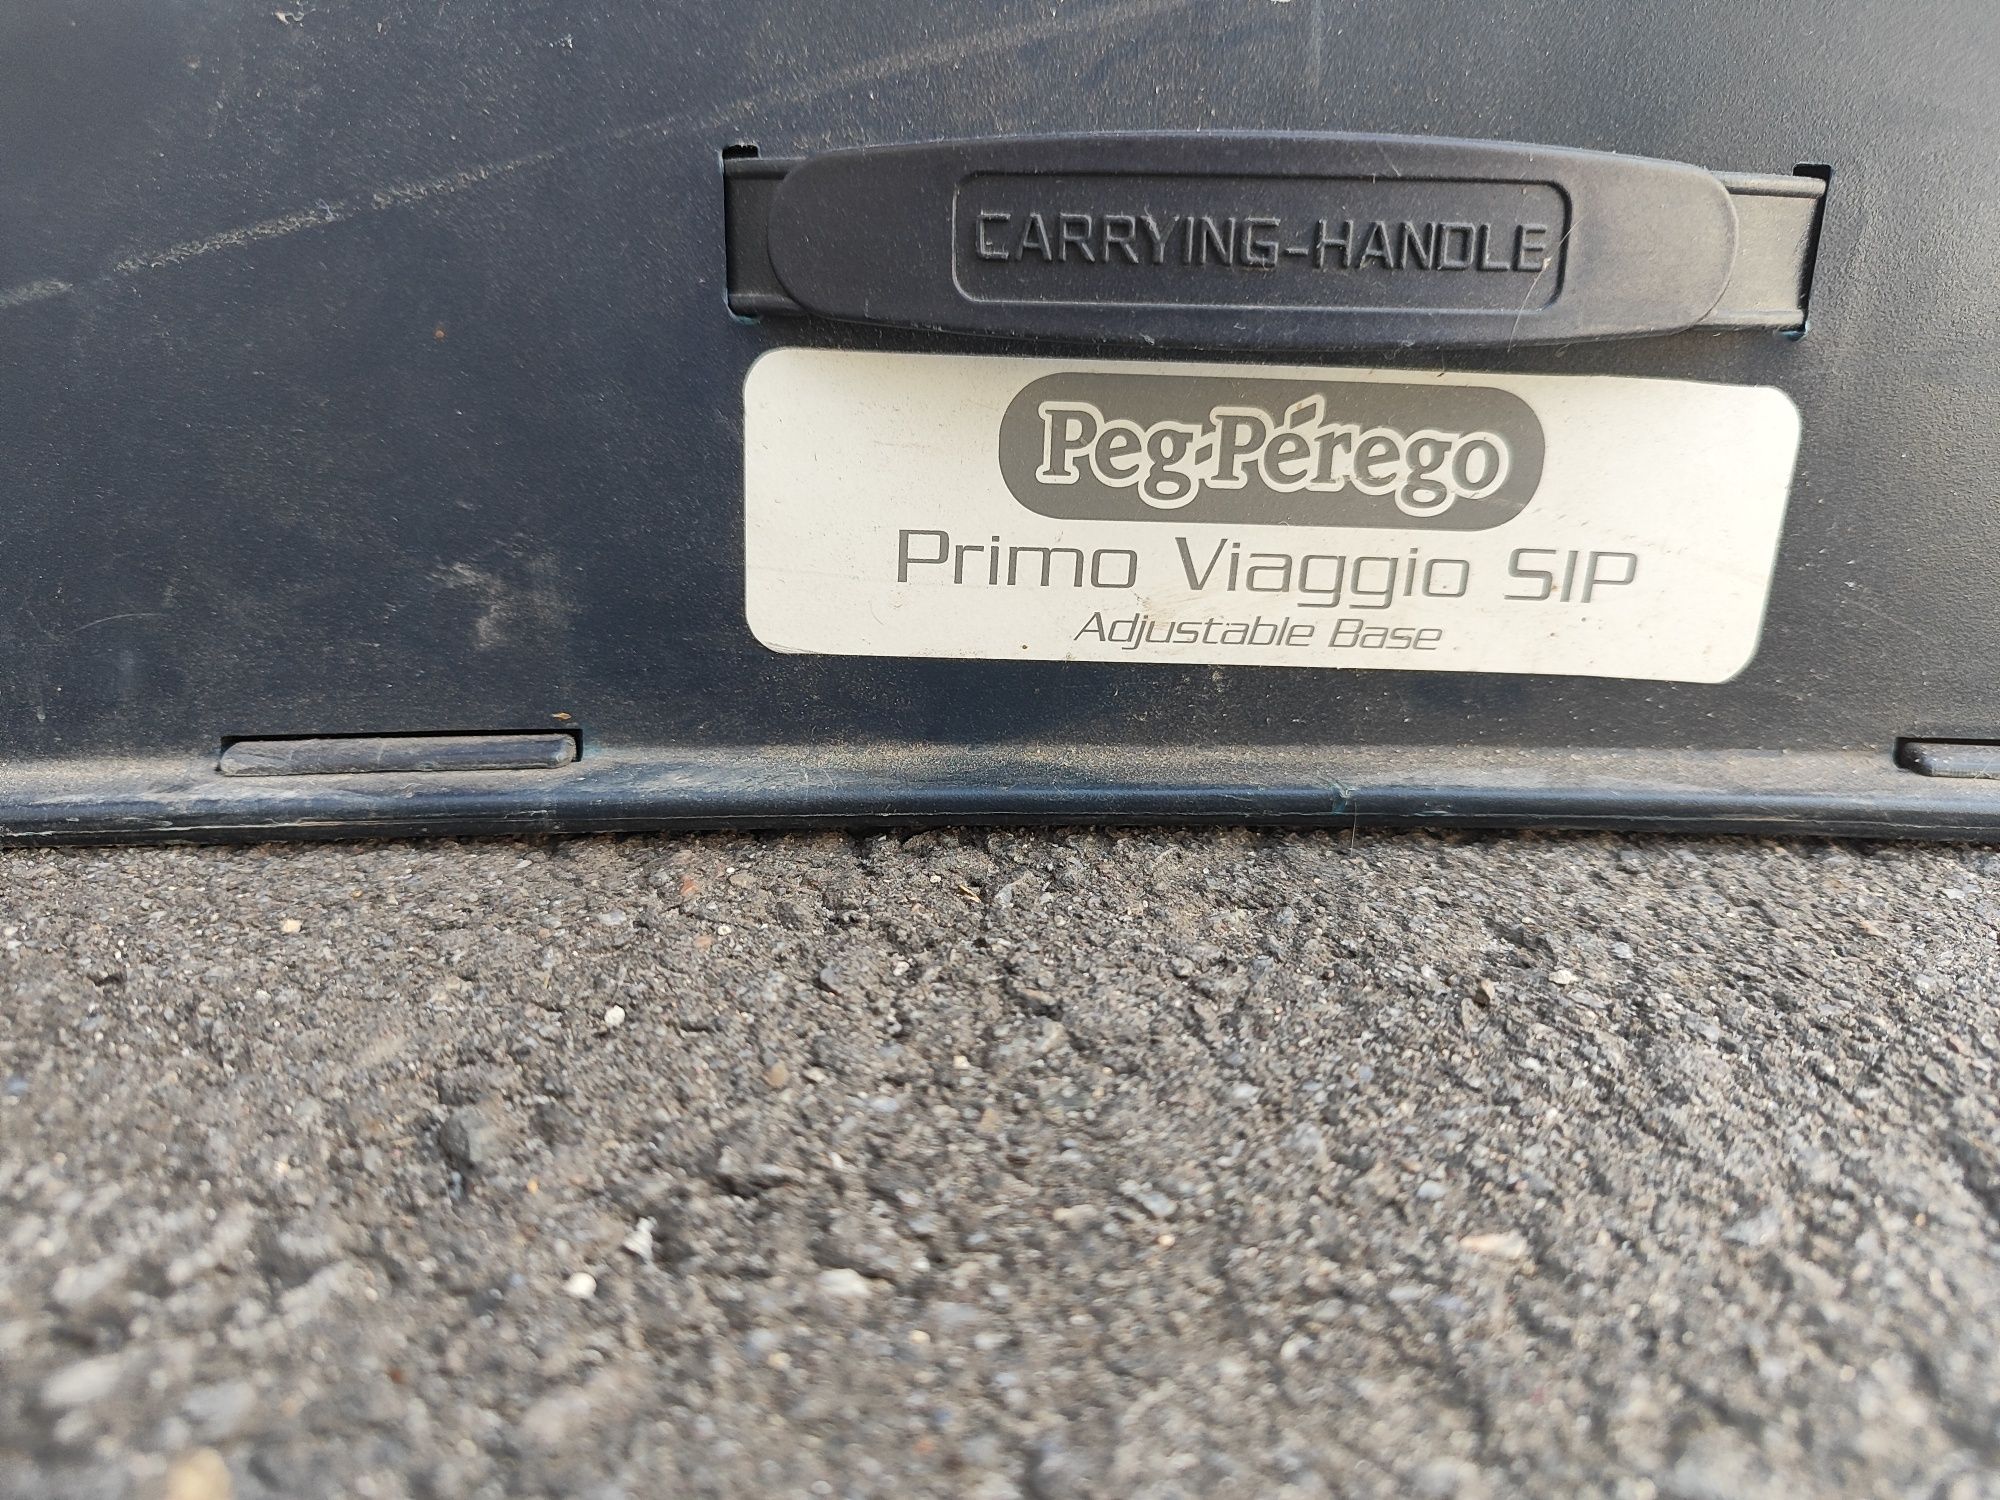 CARRYING-HANDLE
Peg-Pérego
Primo Viaggio SIP
Adjustable Base